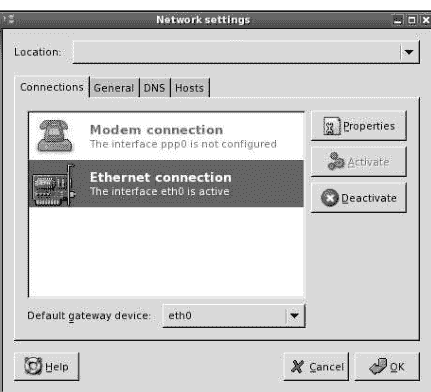 Network settings
Location:
Connections General DNS Hosts
Modem connection
The interface ppp0 is not configured
Properties
Activate
Ethernet connection
The interface eth0 is active
Deactivate
Default gateway device: eth0
Help Cancel OK